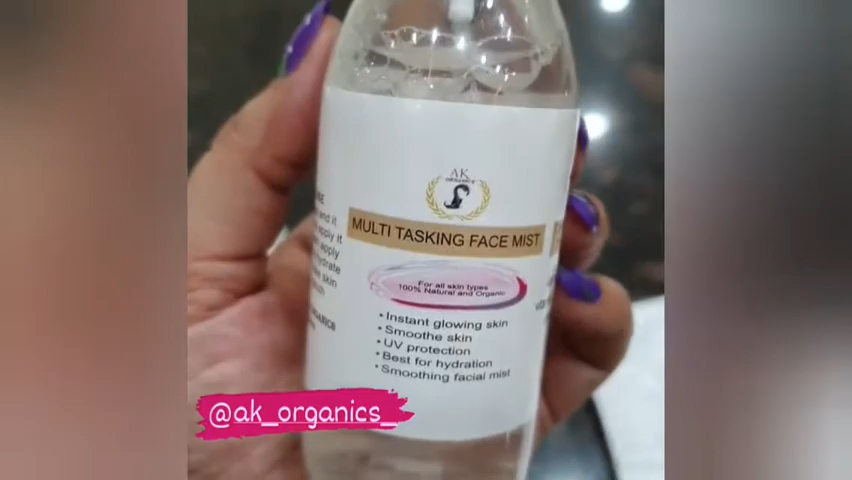 AK
MULTI TASKING FACE MIST
For all skin types
100% Natural and Organic
• Instant glowing skin
• Smoothe skin
• UV protection
• Best for hydration
• Smoothing facial mist
@ak_organics_